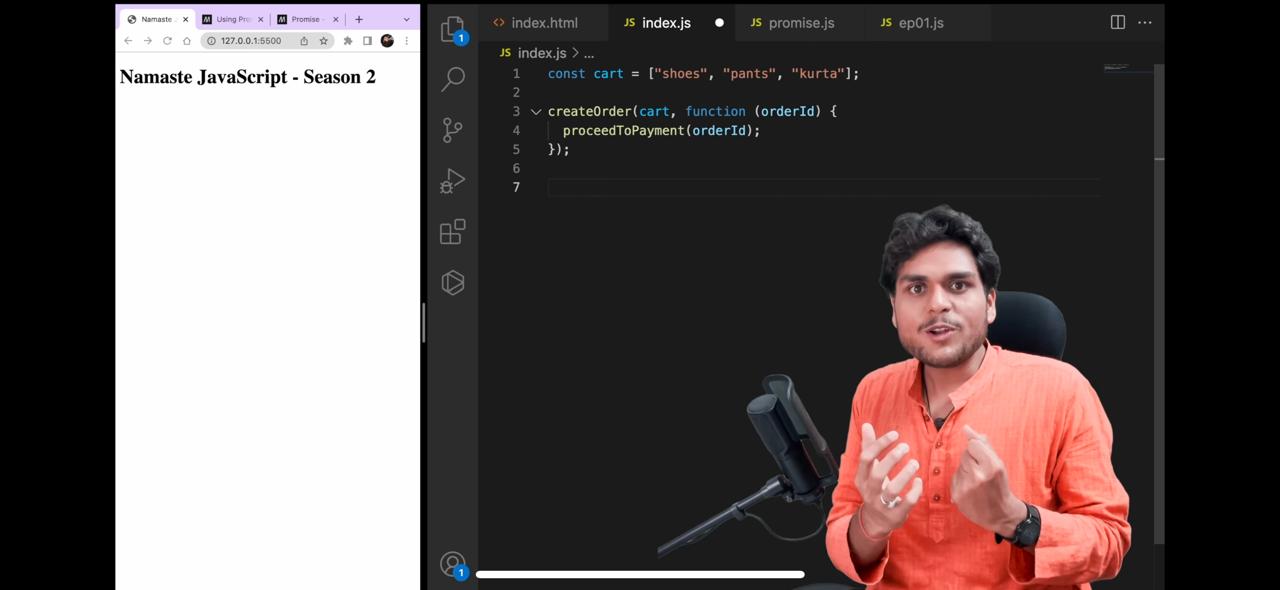 Namaste
Using Pro
Promise -
127.0.0.1:5500
Namaste JavaScript - Season 2
1
1
<> index.html
JS index.js
JS promise.js
JS ep01.js
JS index.js > ...
1 const cart = ["shoes", "pants", "kurta"];
2
3 createOrder(cart, function (orderId) {
4 proceedToPayment(orderId);
5 });
6
7